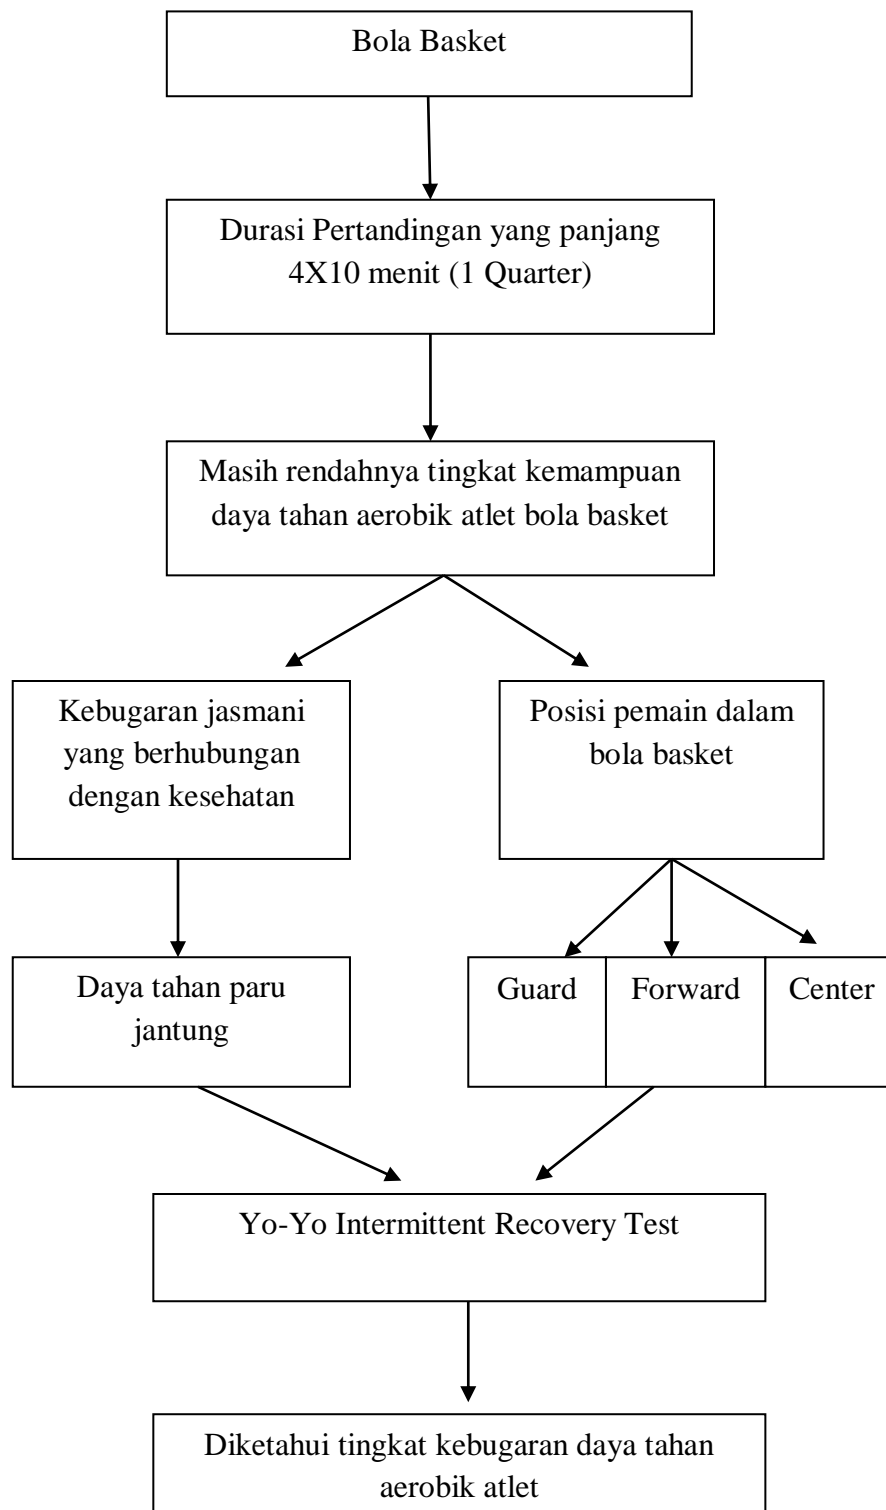 Bola Basket
Durasi Pertandingan yang panjang
4X10 menit (1 Quarter)
Masih rendahnya tingkat kemampuan
daya tahan aerobik atlet bola basket
Kebugaran jasmani
yang berhubungan
dengan kesehatan
Posisi pemain dalam
bola basket
Daya tahan paru
jantung
Guard
Forward
Center
Yo-Yo Intermittent Recovery Test
Diketahui tingkat kebugaran daya tahan
aerobik atlet